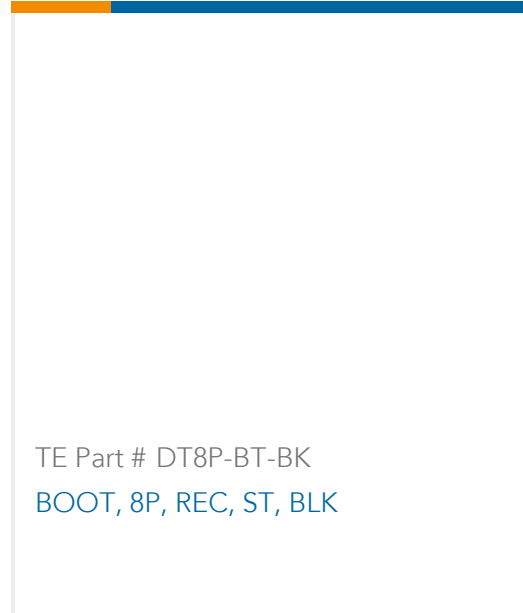 TE Part # DT8P-BT-BK
BOOT, 8P, REC, ST, BLK